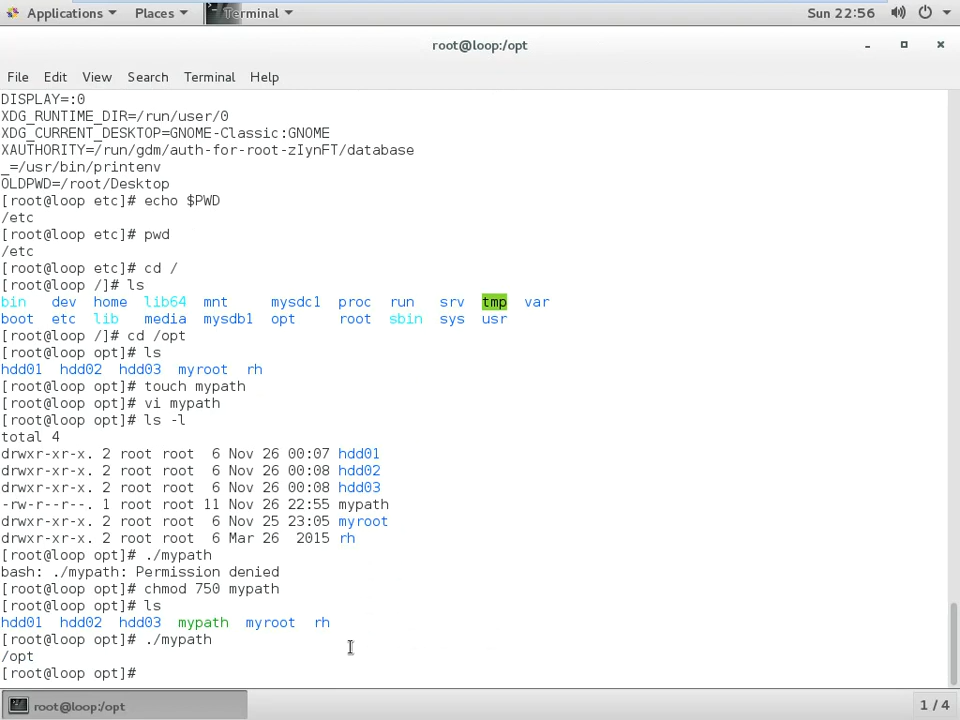 Applications Places Terminal Sun 22:56
root@loop:/opt
File Edit View Search Terminal Help
DISPLAY=:0
XDG_RUNTIME_DIR=/run/user/0
XDG_CURRENT_DESKTOP=GNOME-Classic:GNOME
XAUTHORITY=/run/gdm/auth-for-root-zIynFT/database
_=/usr/bin/printenv
OLDPWD=/root/Desktop
[root@loop etc]# echo $PWD
/etc
[root@loop etc]# pwd
/etc
[root@loop etc]# cd /
[root@loop /]# ls
bin dev home lib64 mnt mysdc1 proc run srv tmp var
boot etc lib media mysdb1 opt root sbin sys usr
[root@loop /]# cd /opt
[root@loop opt]# ls
hdd01 hdd02 hdd03 myroot rh
[root@loop opt]# touch mypath
[root@loop opt]# vi mypath
[root@loop opt]# ls -l
total 4
drwxr-xr-x. 2 root root 6 Nov 26 00:07 hdd01
drwxr-xr-x. 2 root root 6 Nov 26 00:08 hdd02
drwxr-xr-x. 2 root root 6 Nov 26 00:08 hdd03
-rw-r--r--. 1 root root 11 Nov 26 22:55 mypath
drwxr-xr-x. 2 root root 6 Nov 25 23:05 myroot
drwxr-xr-x. 2 root root 6 Mar 26 2015 rh
[root@loop opt]# ./mypath
bash: ./mypath: Permission denied
[root@loop opt]# chmod 750 mypath
[root@loop opt]# ls
hdd01 hdd02 hdd03 mypath myroot rh
[root@loop opt]# ./mypath
/opt
[root@loop opt]#
root@loop:/opt 1 / 4